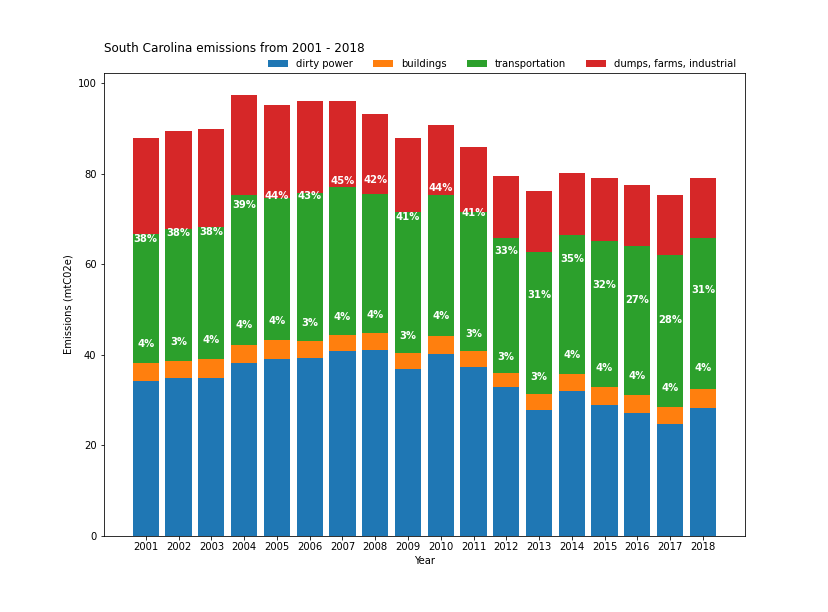 South Carolina emissions from 2001 - 2018
dirty power buildings transportation dumps, farms, industrial
100
80
60
40
20
0
Emissions (mtC02e)
38% 38% 38% 39% 44% 43% 45% 42% 41% 44% 41% 33% 31% 35% 32% 27% 28% 31%
4% 3% 4% 4% 4% 3% 4% 4% 3% 4% 3% 3% 3% 4% 4% 4% 4% 4%
2001 2002 2003 2004 2005 2006 2007 2008 2009 2010 2011 2012 2013 2014 2015 2016 2017 2018
Year